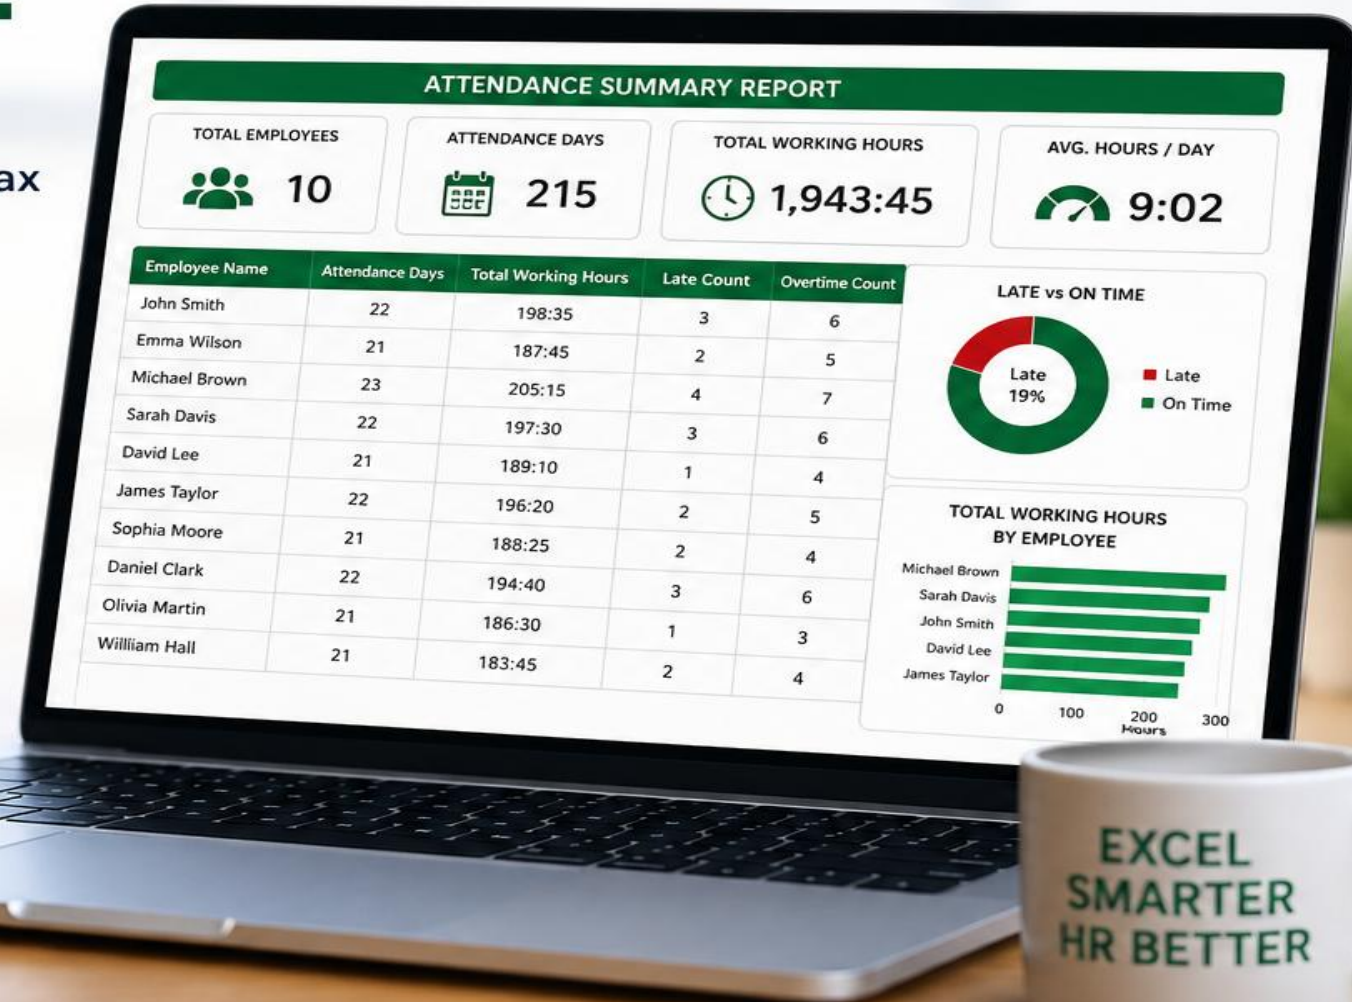 ax
ATTENDANCE SUMMARY REPORT
TOTAL EMPLOYEES
10
ATTENDANCE DAYS
215
TOTAL WORKING HOURS
1,943:45
AVG. HOURS / DAY
9:02
Employee Name Attendance Days Total Working Hours Late Count Overtime Count
John Smith 22 198:35 3 6
Emma Wilson 21 187:45 2 5
Michael Brown 23 205:15 4 7
Sarah Davis 22 197:30 3 6
David Lee 21 189:10 1 4
James Taylor 22 196:20 2 5
Sophia Moore 21 188:25 2 4
Daniel Clark 22 194:40 3 6
Olivia Martin 21 186:30 1 3
Willliam Hall 21 183:45 2 4
LATE vs ON TIME
Late
19%
Late
On Time
TOTAL WORKING HOURS
BY EMPLOYEE
Michael Brown
Sarah Davis
John Smith
David Lee
James Taylor
0 100 200 300
Hours
EXCEL
SMARTER
HR BETTER